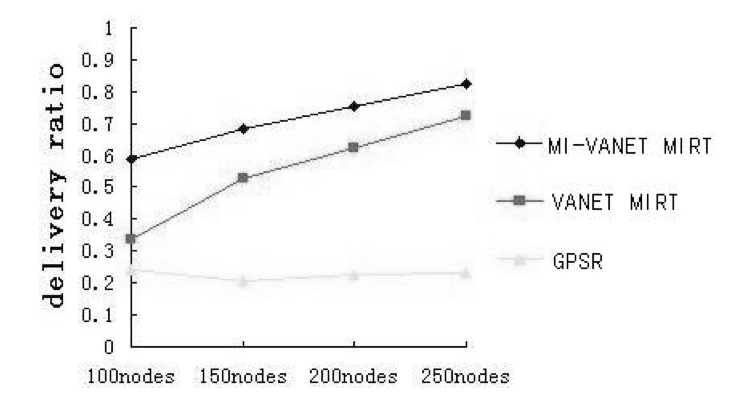 delivery ratio
1
0.9
0.8
0.7
0.6
0.5
0.4
0.3
0.2
0.1
0
100nodes 150nodes 200nodes 250nodes
MI-VANET MIRT
VANET MIRT
GPSR